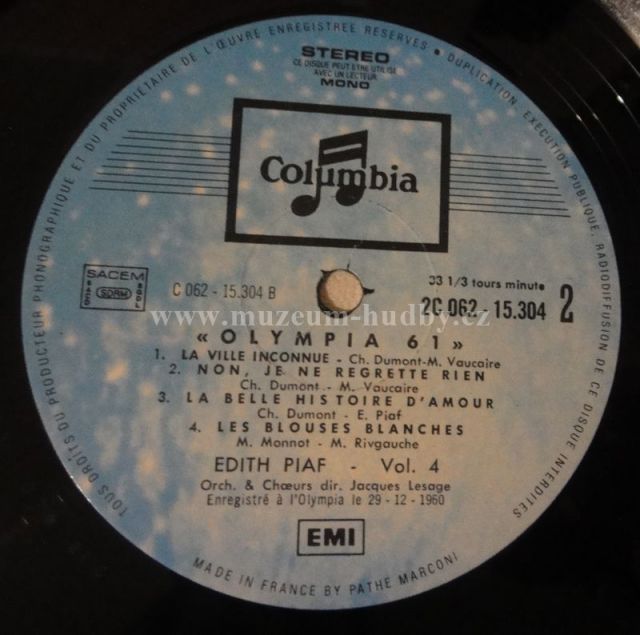 TOUS DROITS DU PRODUCTEUR PHONOGRAPHIQUE ET DU PROPRIETAIRE DE L'ŒUVRE ENREGISTREE RESERVES • DUPLICATION EXECUTION PUBLIQUE, RADIODIFFUSION DE CE DISQUE INTERDITES
STEREO
CE DISQUE PEUT ETRE UTILISE
AVEC UN LECTEUR
MONO
Columbia
SACEM
SACD SDRM SGDL
C 062 - 15.304 B
33 1/3 tours minute
2C 062 - 15.304 2
www.muzeum-hudby.cz
« OLYMPIA 61 »
1. LA VILLE INCONNUE - Ch. Dumont-M. Vaucaire
2. NON, JE NE REGRETTE RIEN
Ch. Dumont - M. Vaucaire
3. LA BELLE HISTOIRE D'AMOUR
Ch. Dumont - E. Piaf
4. LES BLOUSES BLANCHES
M. Monnot - M. Rivgauche
EDITH PIAF - Vol. 4
Orch. & Chœurs dir. Jacques Lesage
Enregistré à l'Olympia le 29-12-1960
EMI
MADE IN FRANCE BY PATHE MARCONI